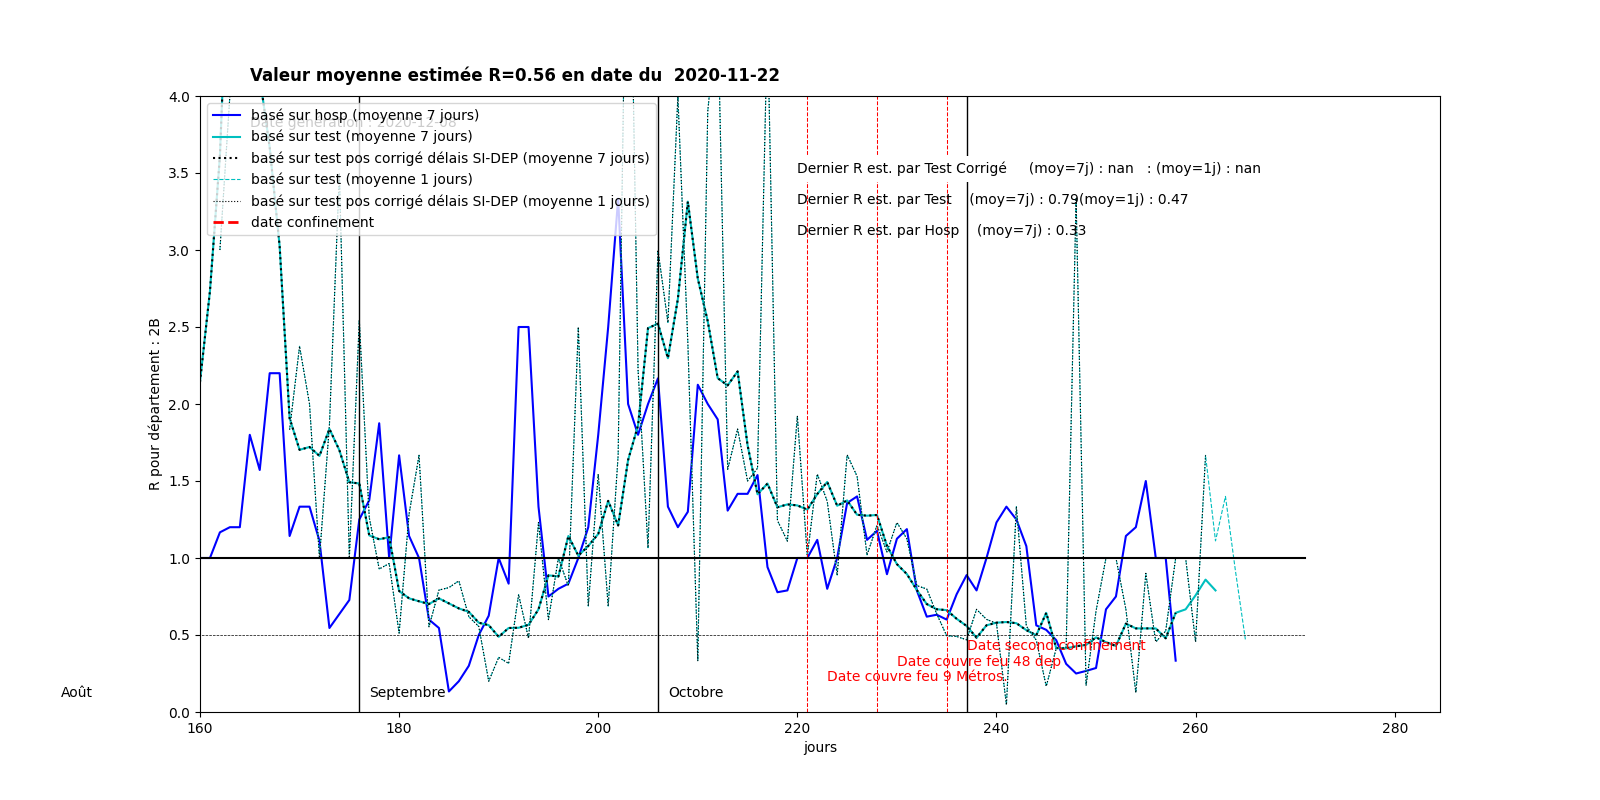 Valeur moyenne estimée R=0.56 en date du  2020-11-22
Date génération : 2020-12-08
basé sur hosp (moyenne 7 jours)
basé sur test (moyenne 7 jours)
basé sur test pos corrigé délais SI-DEP (moyenne 7 jours)
basé sur test (moyenne 1 jours)
basé sur test pos corrigé délais SI-DEP (moyenne 1 jours)
date confinement
Dernier R est. par Test Corrigé     (moy=7j) : nan   : (moy=1j) : nan
Dernier R est. par Test    (moy=7j) : 0.79(moy=1j) : 0.47
Dernier R est. par Hosp    (moy=7j) : 0.33
R pour département : 2B
4.0
3.5
3.0
2.5
2.0
1.5
1.0
0.5
0.0
Date second confinement
Date couvre feu 48 dep
Date couvre feu 9 Métros
Août
Septembre
Octobre
160 180 200 220 240 260 280
jours